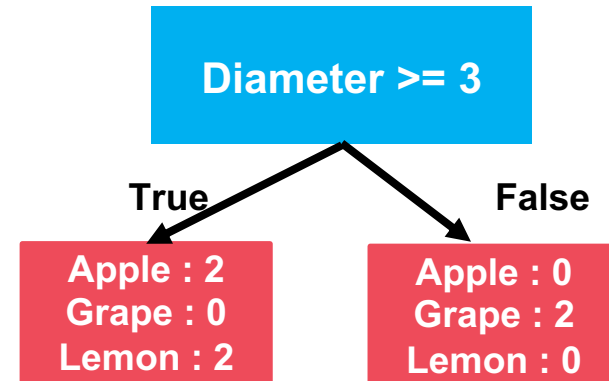 Diameter >= 3
True
False
Apple : 2
Grape : 0
Lemon : 2
Apple : 0
Grape : 2
Lemon : 0